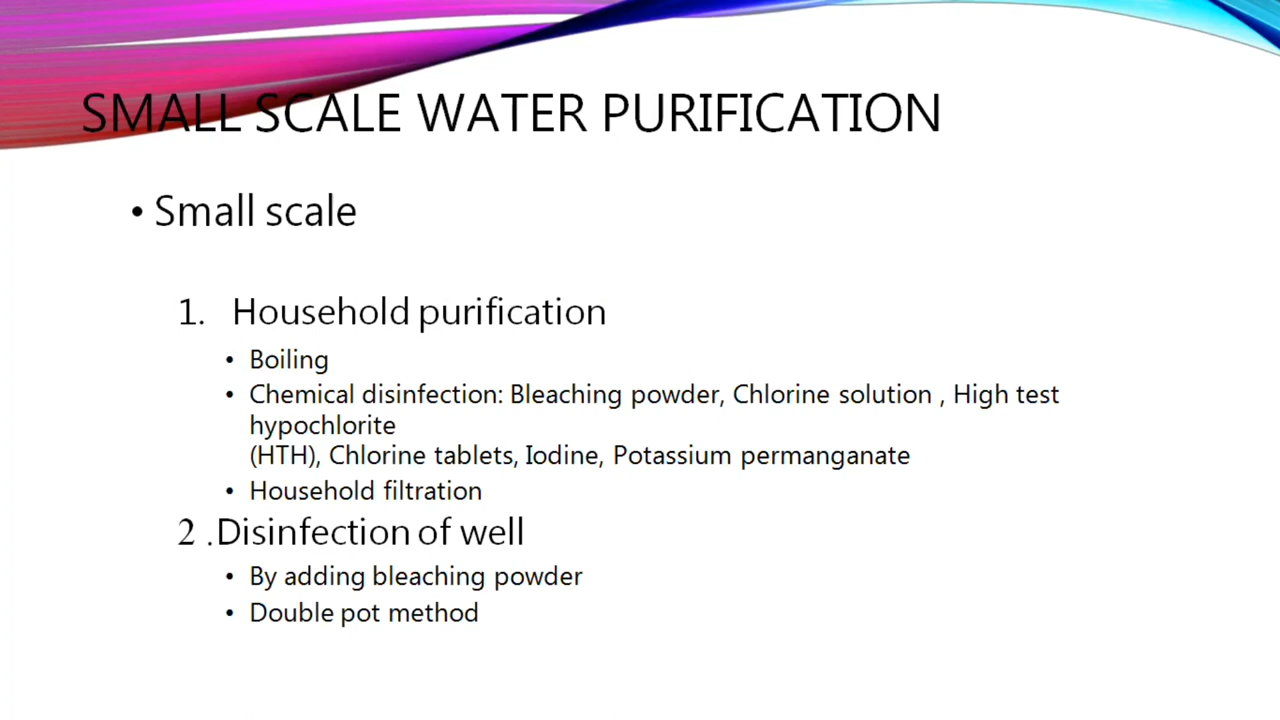 SMALL SCALE WATER PURIFICATION
• Small scale
1. Household purification
• Boiling
• Chemical disinfection: Bleaching powder, Chlorine solution , High test
hypochlorite
(HTH), Chlorine tablets, Iodine, Potassium permanganate
• Household filtration
2 .Disinfection of well
• By adding bleaching powder
• Double pot method